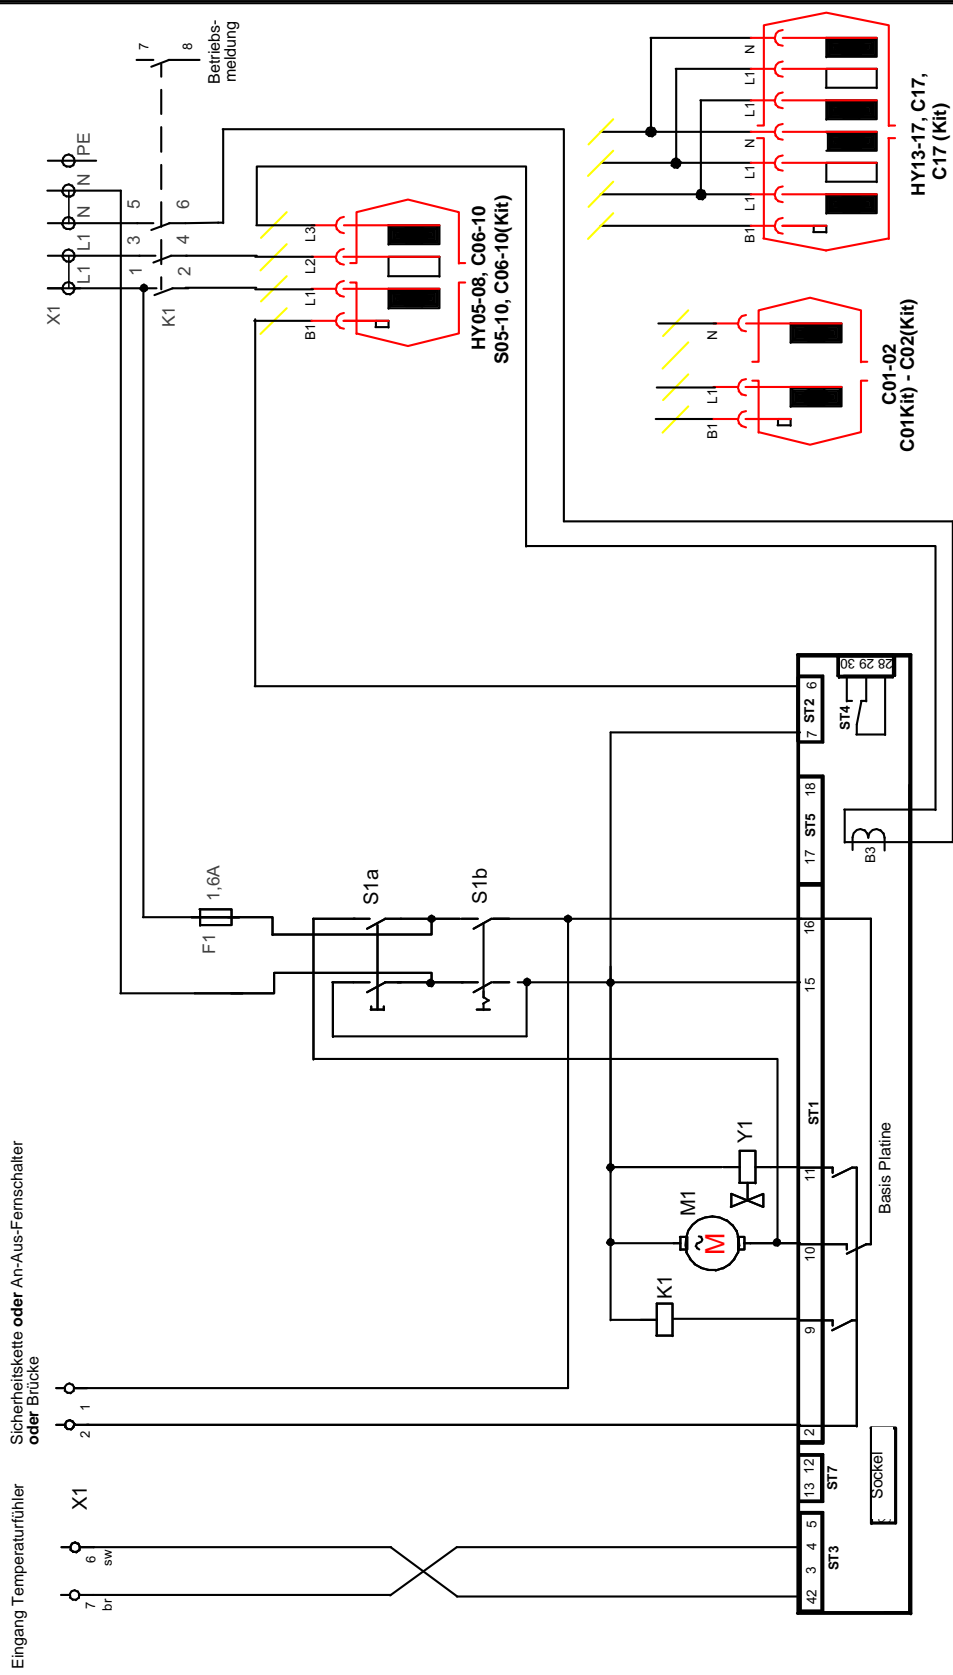 Eingang Temperaturfühler
X1
7
br
6
sw
Sicherheitskette oder An-Aus-Fernschalter
oder Brücke
2
1
X1
L1
L1
N
N
PE
1
3
5
2
4
6
K1
7
8
Betriebs-
meldung
F1
1,6A
S1a
S1b
B1
L1
L2
L3
HY05-08, C06-10
S05-10, C06-10(Kit)
B1
L1
N
C01-02
C01Kit) - C02(Kit)
B1
L1
L1
N
L1
L1
N
HY13-17, C17,
C17 (Kit)
K1
M1
M
Y1
42
3
4
5
ST3
13
12
ST7
2
9
10
11
ST1
15
16
17
ST5
18
7
ST2
6
ST4
28 29 30
B3
Basis Platine
Sockel